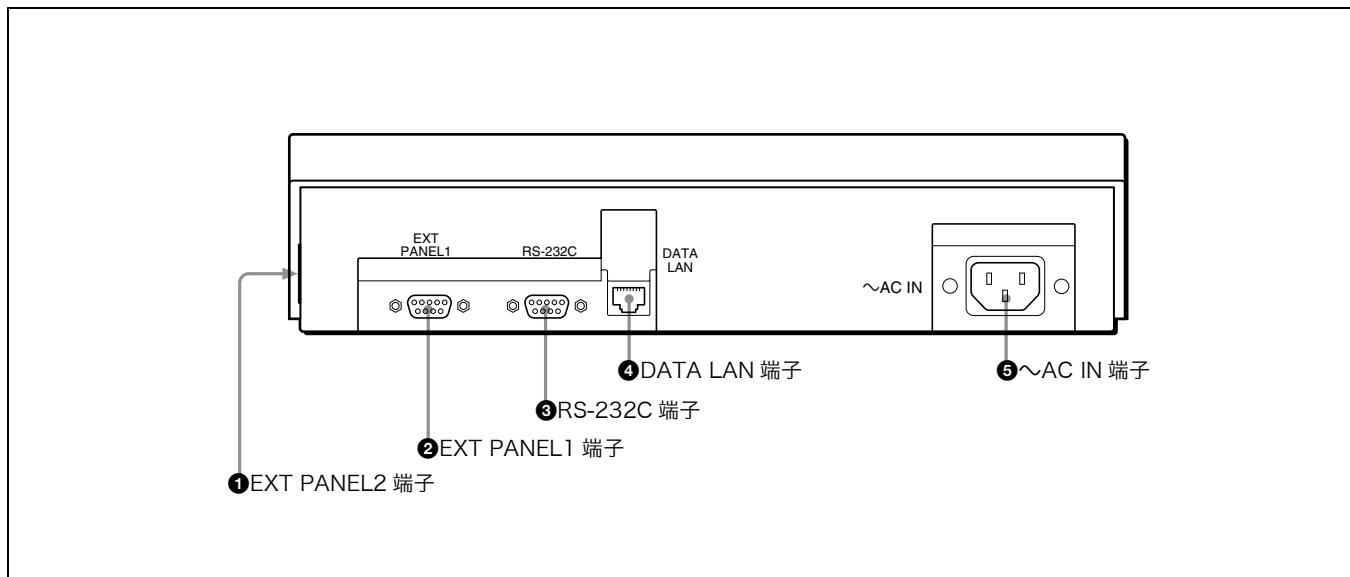 EXT
PANEL1
RS-232C
DATA
LAN
～AC IN
❹DATA LAN 端子
❺～AC IN 端子
❸RS-232C 端子
❷EXT PANEL1 端子
❶EXT PANEL2 端子